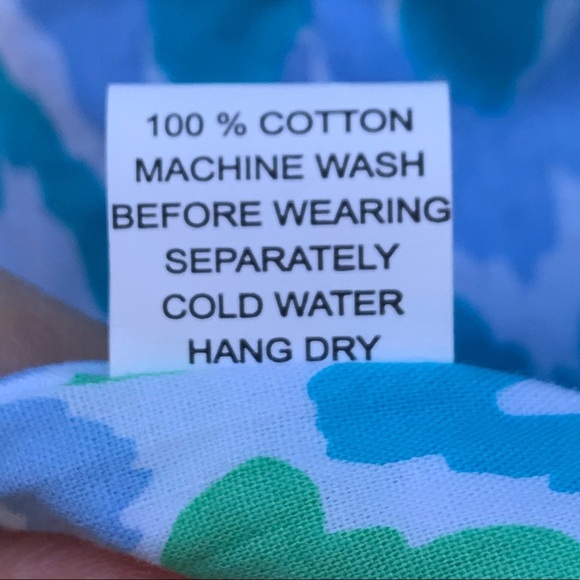 100 % COTTON
MACHINE WASH
BEFORE WEARING
SEPARATELY
COLD WATER
HANG DRY